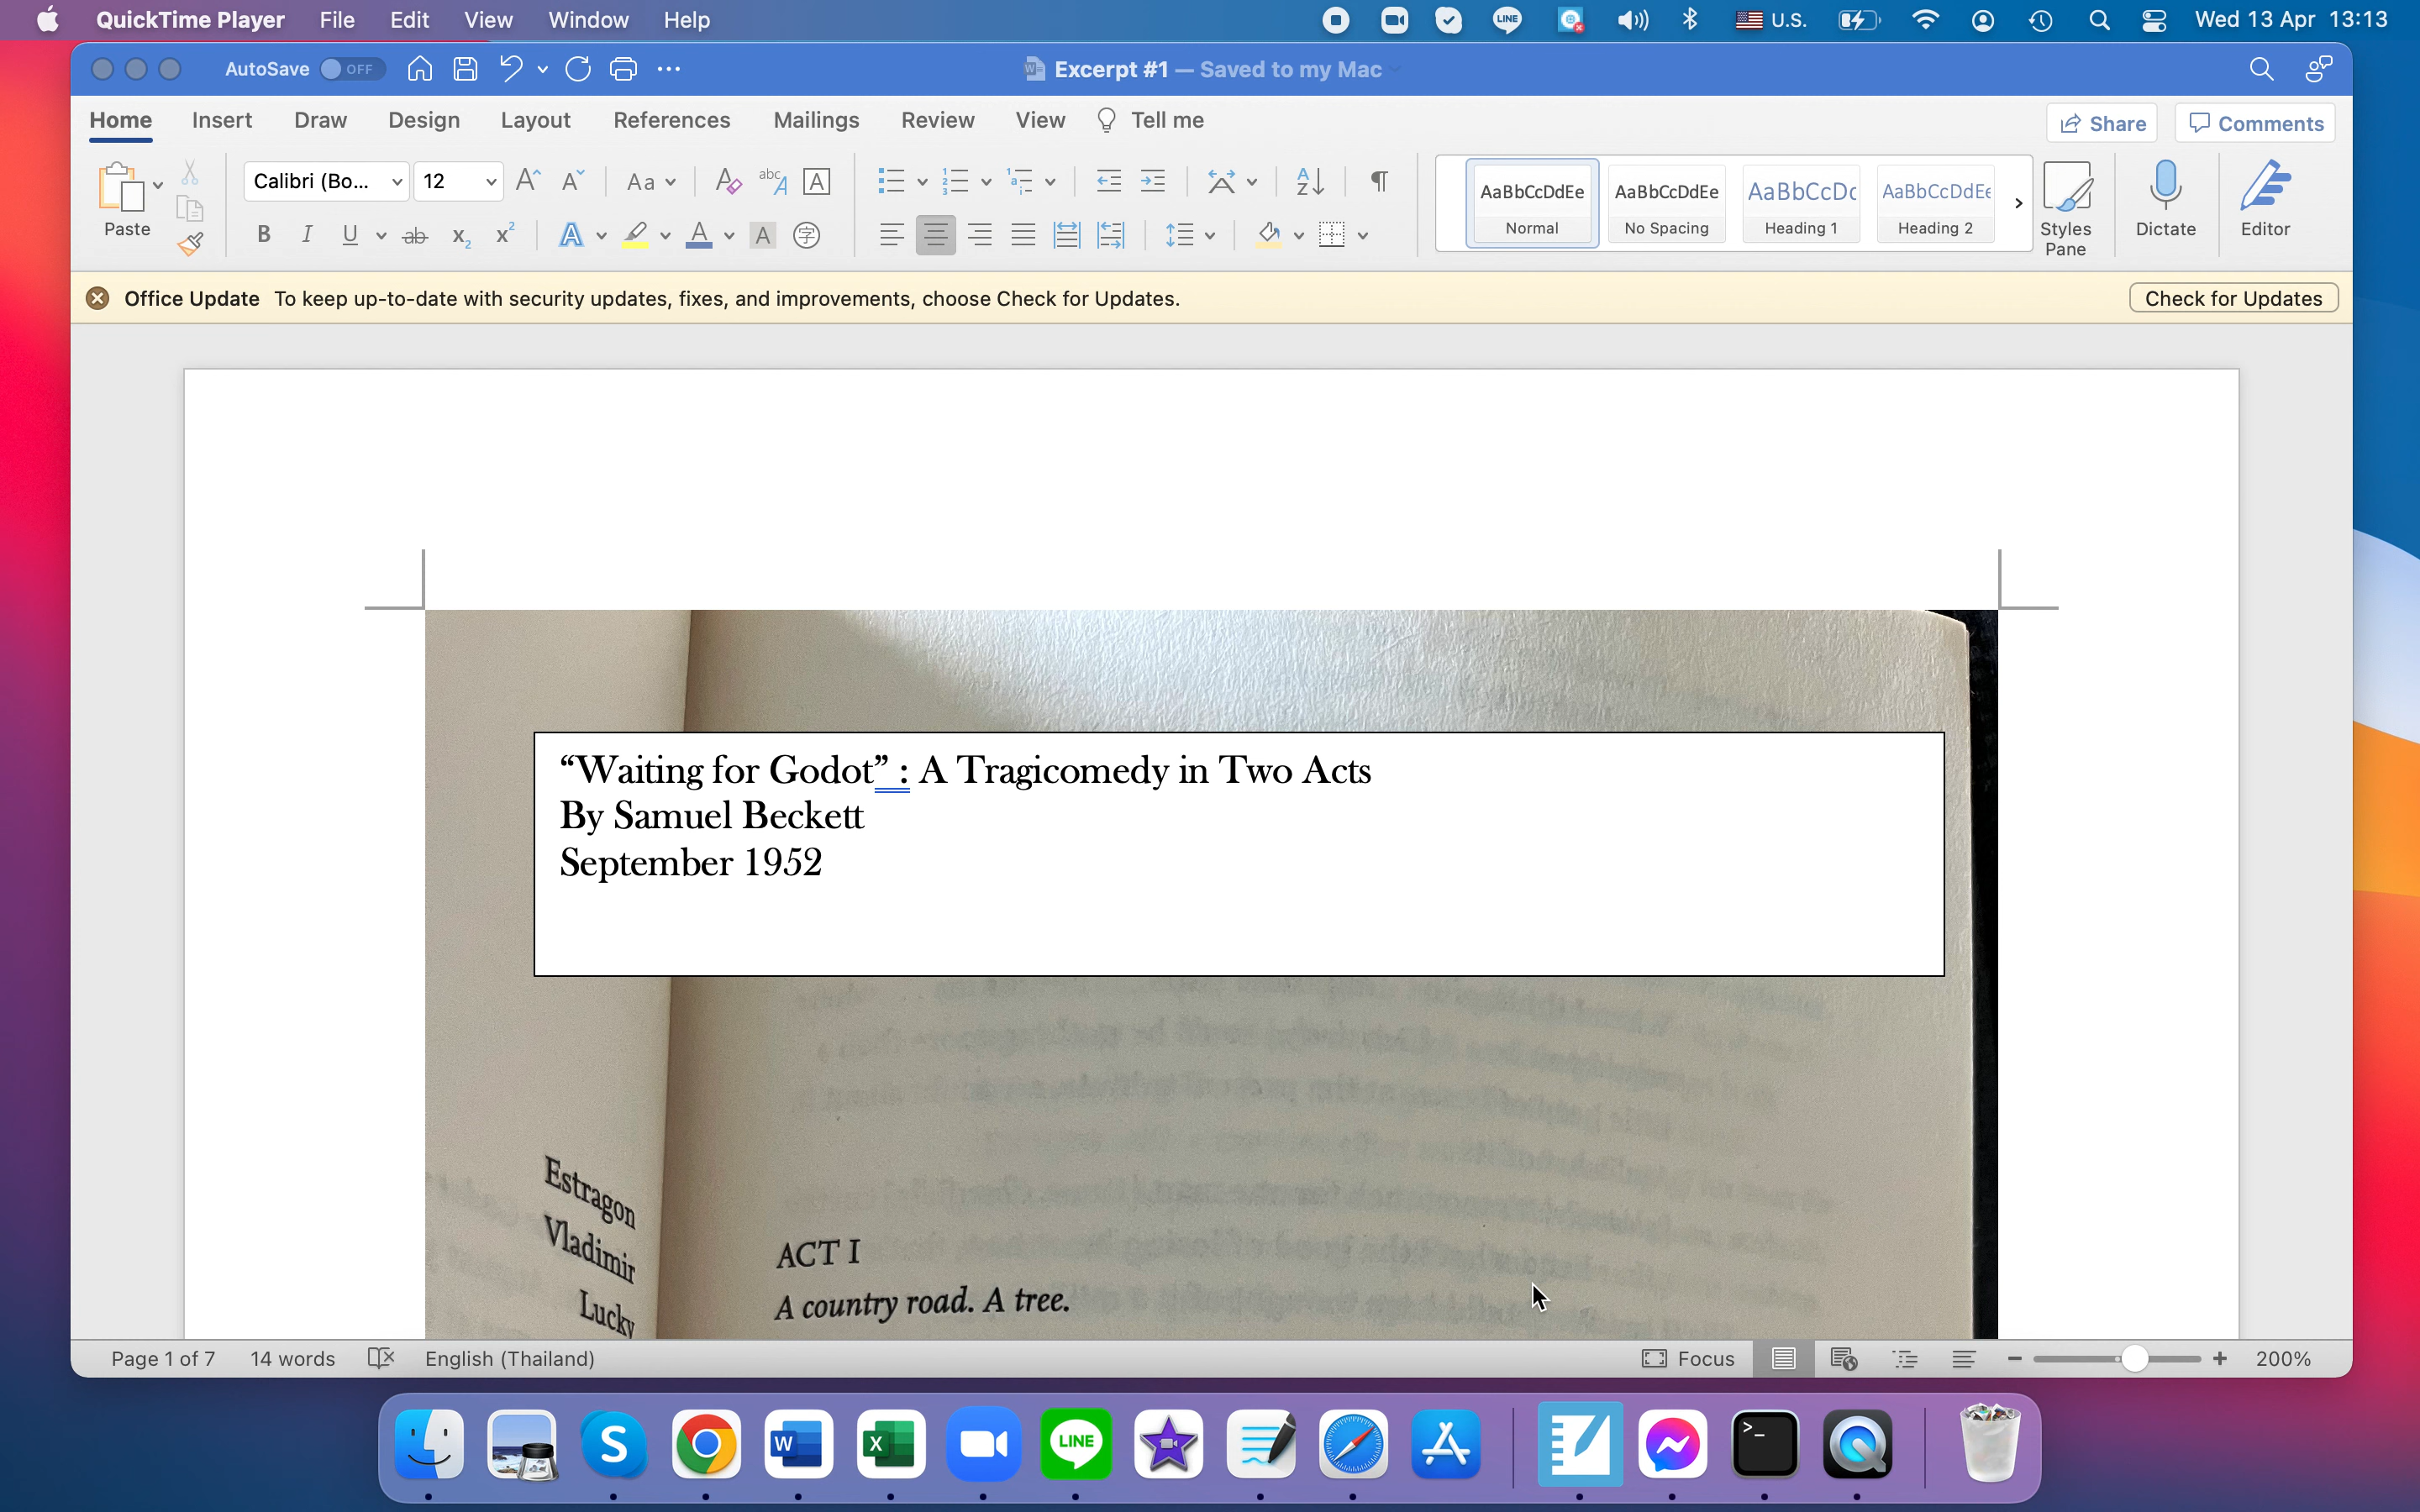 QuickTime Player File Edit View Window Help LINE U.S. Wed 13 Apr 13:13
AutoSave OFF Excerpt #1 — Saved to my Mac
Home Insert Draw Design Layout References Mailings Review View Tell me Share Comments
Paste Calibri (Bo... 12 Aa
AaBbCcDdEe AaBbCcDdEe AaBbCcDc AaBbCcDdEe
Normal No Spacing Heading 1 Heading 2
Styles Pane Dictate Editor
Office Update To keep up-to-date with security updates, fixes, and improvements, choose Check for Updates. Check for Updates
“Waiting for Godot” : A Tragicomedy in Two Acts
By Samuel Beckett
September 1952
Estragon
Vladimir
Lucky
ACT I
A country road. A tree.
Page 1 of 7 14 words English (Thailand) Focus 200%
LINE